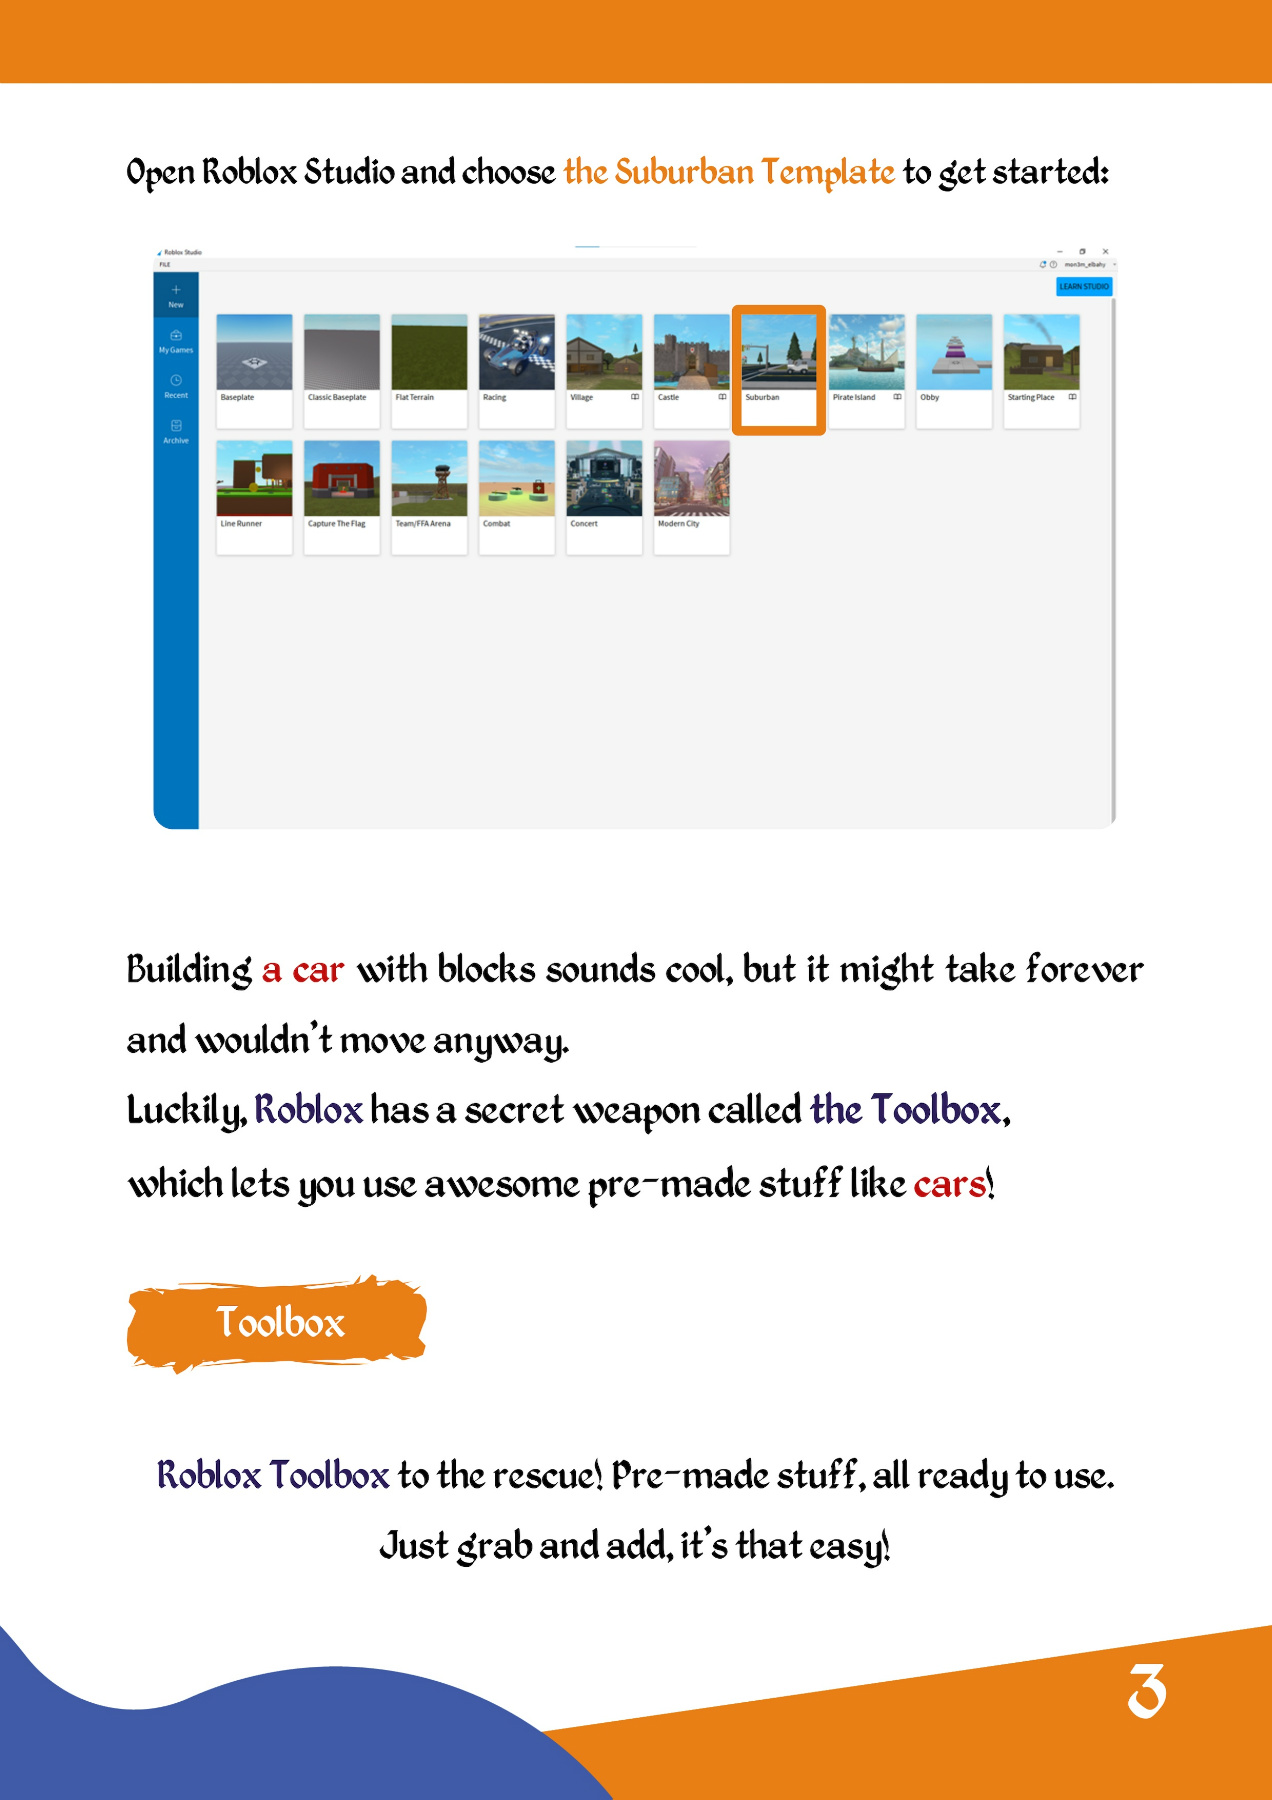 Open Roblox Studio and choose the Suburban Template to get started:
Roblox Studio
FILE
mon3m_elbahy
LEARN STUDIO
New
My Games
Recent
Archive
Baseplate
Classic Baseplate
Flat Terrain
Racing
Village
Castle
Suburban
Pirate Island
Obby
Starting Place
Line Runner
Capture The Flag
Team/FFA Arena
Combat
Concert
Modern City
Building a car with blocks sounds cool, but it might take forever
and wouldn't move anyway.
Luckily, Roblox has a secret weapon called the Toolbox,
which lets you use awesome pre-made stuff like cars!
Toolbox
Roblox Toolbox to the rescue! Pre-made stuff, all ready to use.
Just grab and add, it's that easy!
3